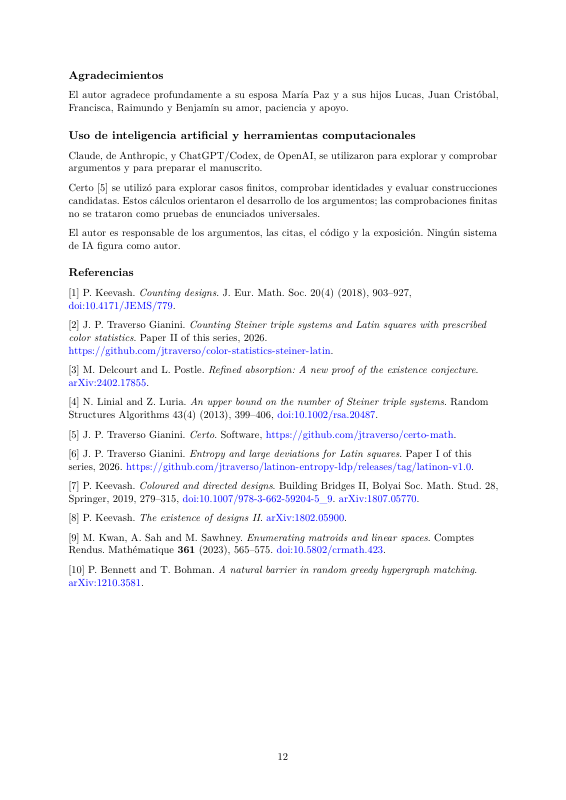 Agradecimientos
El autor agradece profundamente a su esposa María Paz y a sus hijos Lucas, Juan Cristóbal,
Francisca, Raimundo y Benjamín su amor, paciencia y apoyo.
Uso de inteligencia artificial y herramientas computacionales
Claude, de Anthropic, y ChatGPT/Codex, de OpenAI, se utilizaron para explorar y comprobar
argumentos y para preparar el manuscrito.
Certo [5] se utilizó para explorar casos finitos, comprobar identidades y evaluar construcciones
candidatas. Estos cálculos orientaron el desarrollo de los argumentos; las comprobaciones finitas
no se trataron como pruebas de enunciados universales.
El autor es responsable de los argumentos, las citas, el código y la exposición. Ningún sistema
de IA figura como autor.
Referencias
[1] P. Keevash. Counting designs. J. Eur. Math. Soc. 20(4) (2018), 903–927,
doi:10.4171/JEMS/779.
[2] J. P. Traverso Gianini. Counting Steiner triple systems and Latin squares with prescribed
color statistics. Paper II of this series, 2026.
https://github.com/jtraverso/color-statistics-steiner-latin.
[3] M. Delcourt and L. Postle. Refined absorption: A new proof of the existence conjecture.
arXiv:2402.17855.
[4] N. Linial and Z. Luria. An upper bound on the number of Steiner triple systems. Random
Structures Algorithms 43(4) (2013), 399–406, doi:10.1002/rsa.20487.
[5] J. P. Traverso Gianini. Certo. Software, https://github.com/jtraverso/certo-math.
[6] J. P. Traverso Gianini. Entropy and large deviations for Latin squares. Paper I of this
series, 2026. https://github.com/jtraverso/latinon-entropy-ldp/releases/tag/latinon-v1.0.
[7] P. Keevash. Coloured and directed designs. Building Bridges II, Bolyai Soc. Math. Stud. 28,
Springer, 2019, 279–315, doi:10.1007/978-3-662-59204-5_9. arXiv:1807.05770.
[8] P. Keevash. The existence of designs II. arXiv:1802.05900.
[9] M. Kwan, A. Sah and M. Sawhney. Enumerating matroids and linear spaces. Comptes
Rendus. Mathématique 361 (2023), 565–575. doi:10.5802/crmath.423.
[10] P. Bennett and T. Bohman. A natural barrier in random greedy hypergraph matching.
arXiv:1210.3581.
12